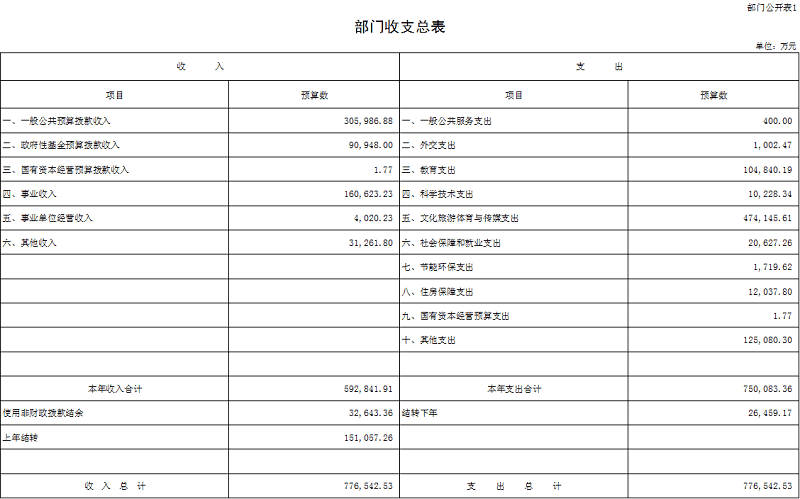 部门公开表1
部门收支总表
单位：万元
收 入 支 出
项目 预算数 项目 预算数
一、一般公共预算拨款收入 305,986.88 一、一般公共服务支出 400.00
二、政府性基金预算拨款收入 90,948.00 二、外交支出 1,002.47
三、国有资本经营预算拨款收入 1.77 三、教育支出 104,840.19
四、事业收入 160,623.23 四、科学技术支出 10,228.34
五、事业单位经营收入 4,020.23 五、文化旅游体育与传媒支出 474,145.61
六、其他收入 31,261.80 六、社会保障和就业支出 20,627.26
七、节能环保支出 1,719.62
八、住房保障支出 12,037.80
九、国有资本经营预算支出 1.77
十、其他支出 125,080.30
本年收入合计 592,841.91 本年支出合计 750,083.36
使用非财政拨款结余 32,643.36 结转下年 26,459.17
上年结转 151,057.26
收 入 总 计 776,542.53 支 出 总 计 776,542.53